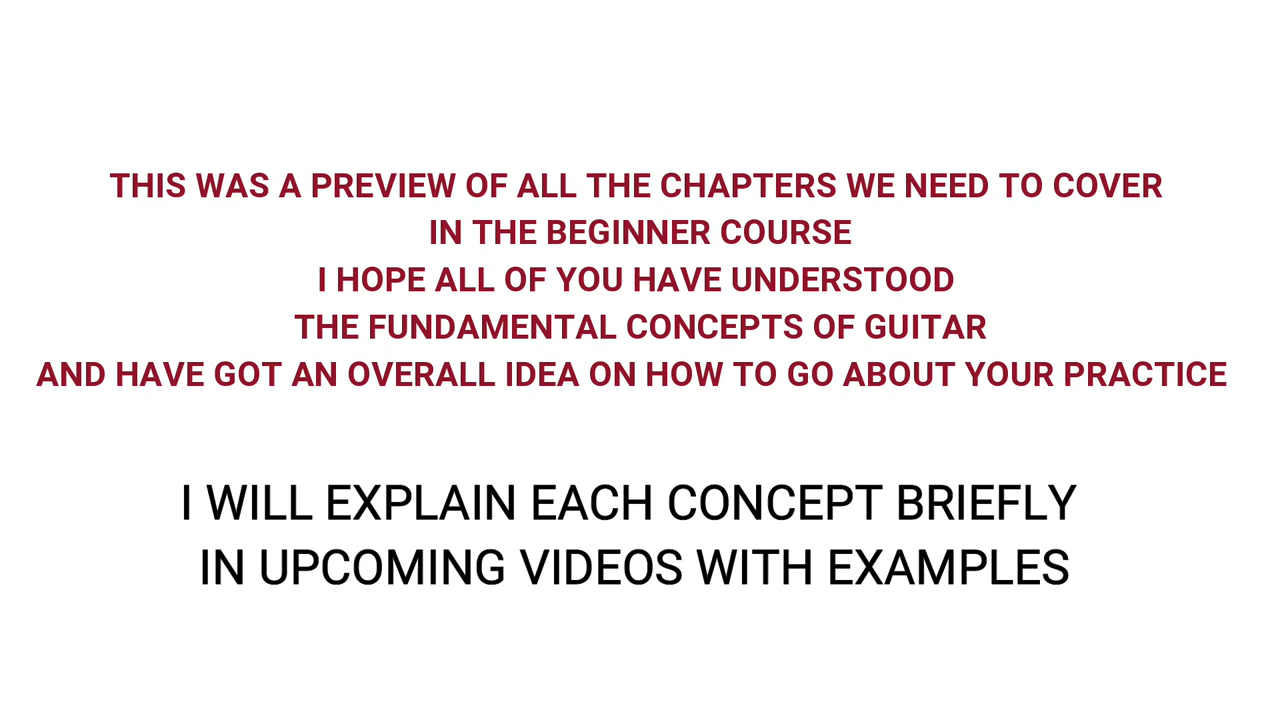 THIS WAS A PREVIEW OF ALL THE CHAPTERS WE NEED TO COVER
IN THE BEGINNER COURSE
I HOPE ALL OF YOU HAVE UNDERSTOOD
THE FUNDAMENTAL CONCEPTS OF GUITAR
AND HAVE GOT AN OVERALL IDEA ON HOW TO GO ABOUT YOUR PRACTICE
I WILL EXPLAIN EACH CONCEPT BRIEFLY
IN UPCOMING VIDEOS WITH EXAMPLES